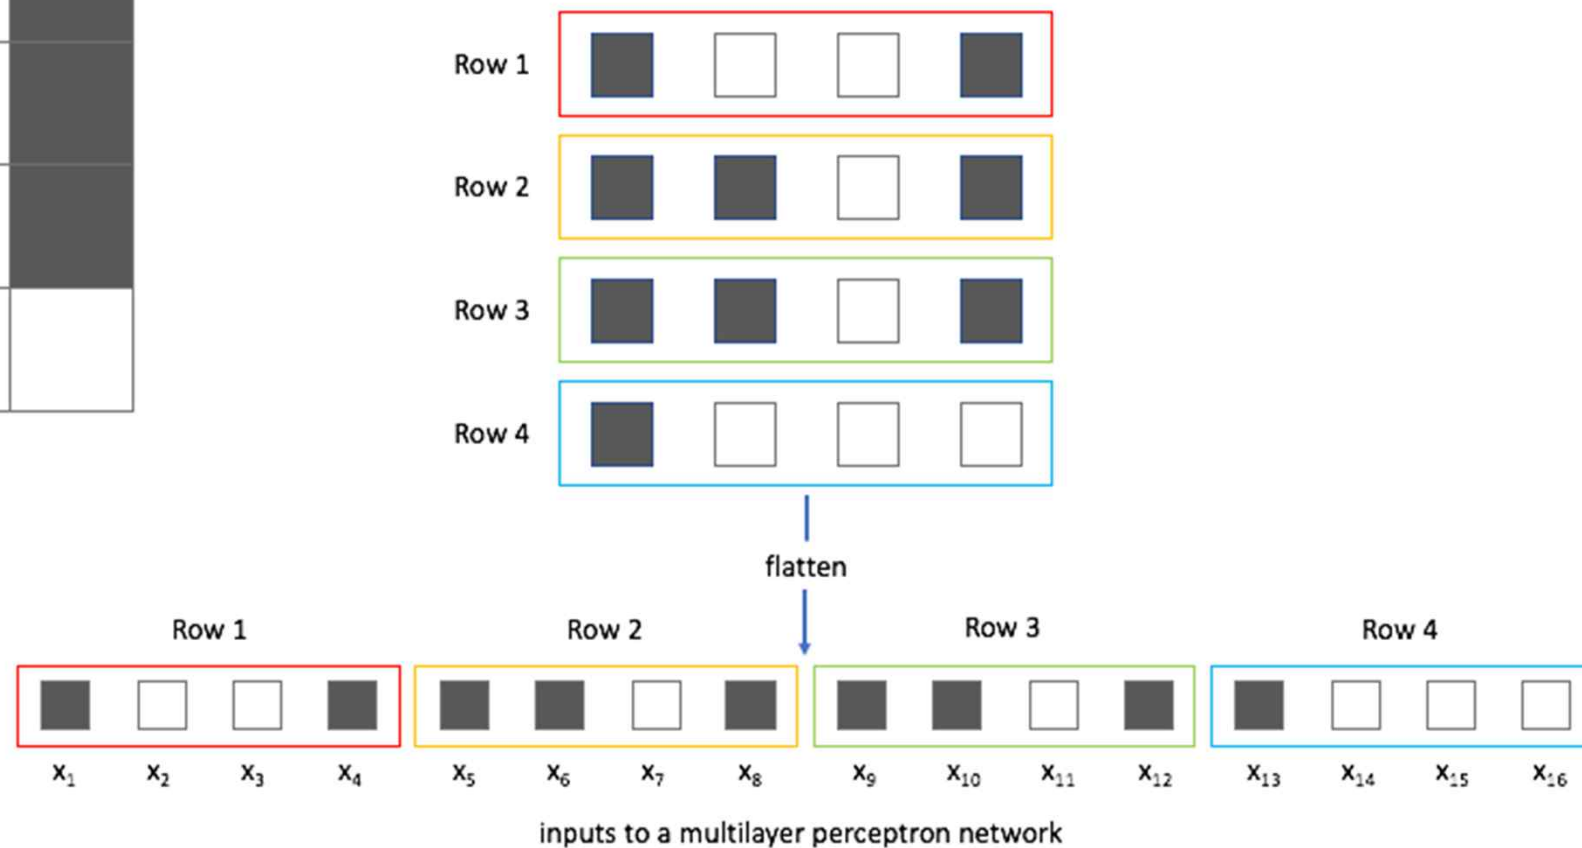 Row 1
Row 2
Row 3
Row 4
flatten
Row 1 Row 2 Row 3 Row 4
x₁ x₂ x₃ x₄ x₅ x₆ x₇ x₈ x₉ x₁₀ x₁₁ x₁₂ x₁₃ x₁₄ x₁₅ x₁₆
inputs to a multilayer perceptron network